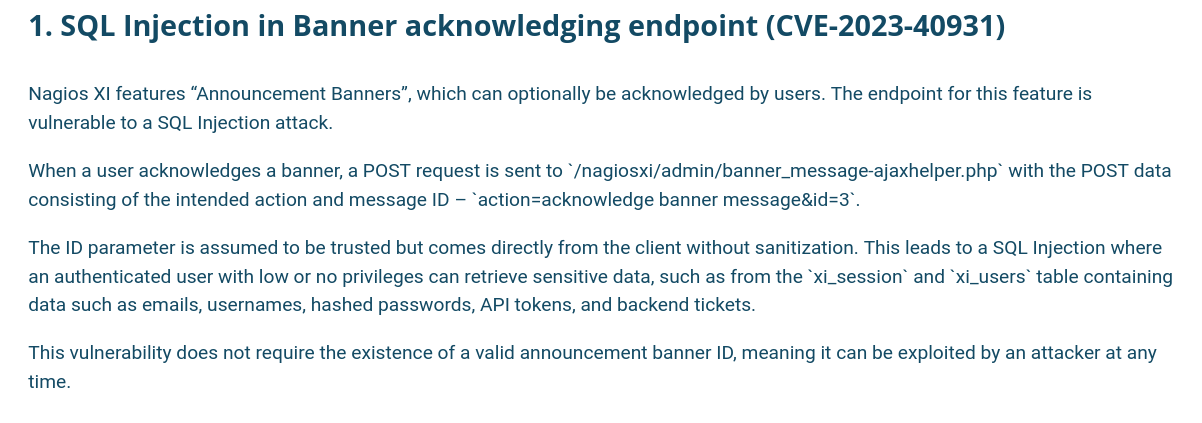 1. SQL Injection in Banner acknowledging endpoint (CVE-2023-40931)
Nagios XI features “Announcement Banners”, which can optionally be acknowledged by users. The endpoint for this feature is
vulnerable to a SQL Injection attack.
When a user acknowledges a banner, a POST request is sent to `/nagiosxi/admin/banner_message-ajaxhelper.php` with the POST data
consisting of the intended action and message ID – `action=acknowledge banner message&id=3`.
The ID parameter is assumed to be trusted but comes directly from the client without sanitization. This leads to a SQL Injection where
an authenticated user with low or no privileges can retrieve sensitive data, such as from the `xi_session` and `xi_users` table containing
data such as emails, usernames, hashed passwords, API tokens, and backend tickets.
This vulnerability does not require the existence of a valid announcement banner ID, meaning it can be exploited by an attacker at any
time.